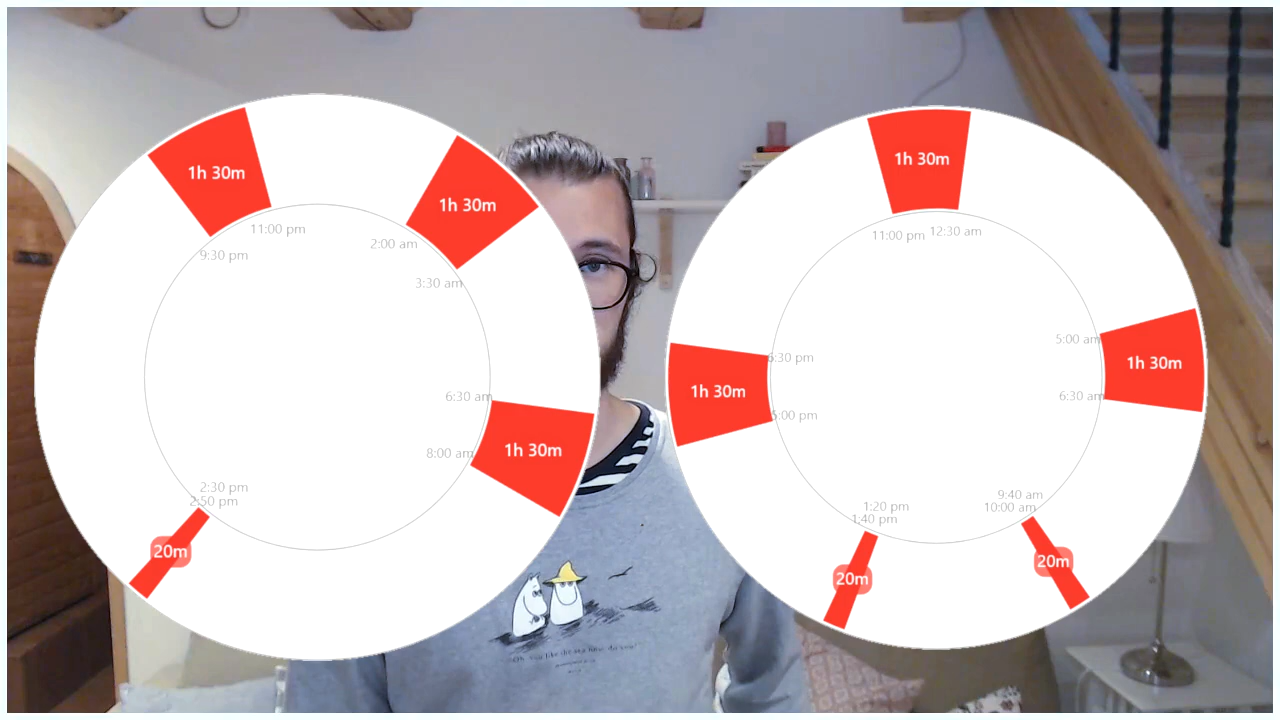 1h 30m
1h 30m
11:00 pm
9:30 pm
2:00 am
3:30 am
6:30 am
8:00 am
1h 30m
2:30 pm
2:50 pm
20m
1h 30m
11:00 pm
12:30 am
5:00 am
6:30 am
1h 30m
6:30 pm
5:00 pm
1h 30m
9:40 am
10:00 am
20m
1:20 pm
1:40 pm
20m